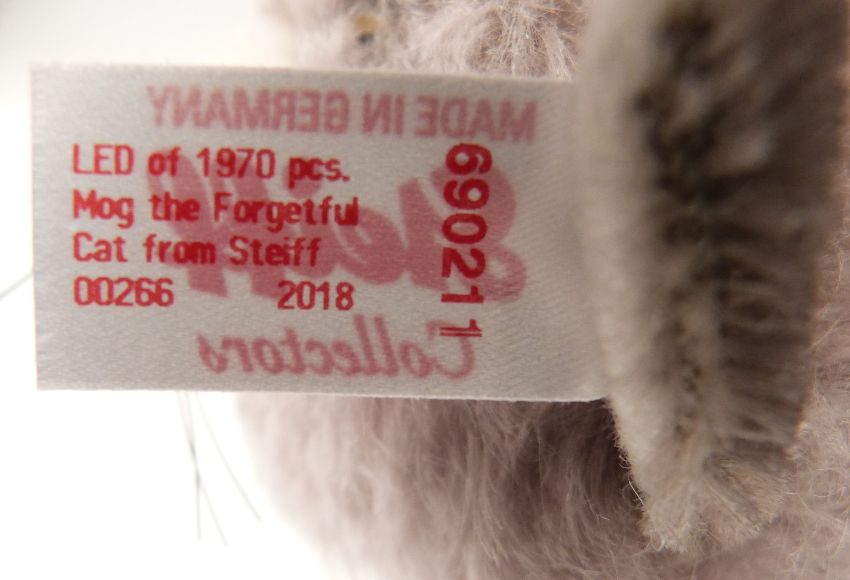 MADE IN GERMANY
LED of 1970 pcs.
Mog the Forgetful
Cat from Steiff
00266 2018
690211
Steiff
Collectors